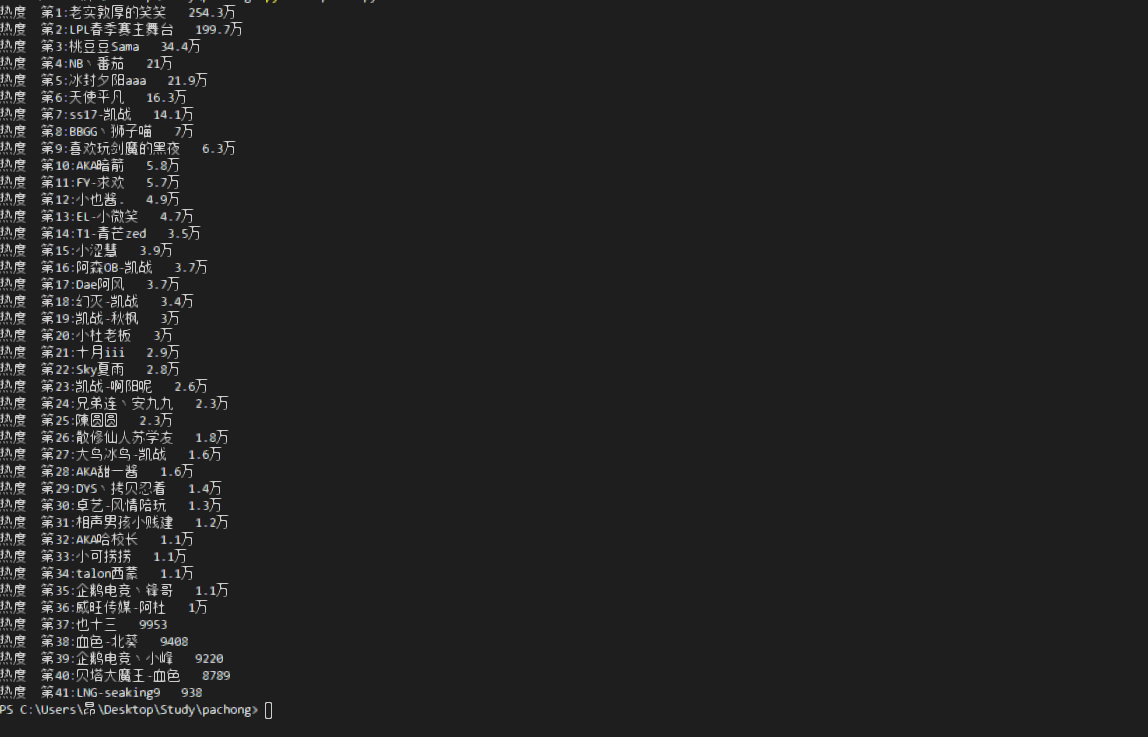 热度 第1:老实敦厚的笑笑 254.3万
热度 第2:LPL春季赛主舞台 199.7万
热度 第3:桃豆豆Sama 34.4万
热度 第4:NB丶番茄 21万
热度 第5:冰封夕阳aaa 21.9万
热度 第6:天使平凡 16.3万
热度 第7:ss17-凯战 14.1万
热度 第8:BBGG丶狮子喵 7万
热度 第9:喜欢玩剑魔的黑夜 6.3万
热度 第10:AKA暗箭 5.8万
热度 第11:FY-求欢 5.7万
热度 第12:小也酱. 4.9万
热度 第13:EL-小微笑 4.7万
热度 第14:T1-青芒zed 3.5万
热度 第15:小涩慧 3.9万
热度 第16:阿森OB-凯战 3.7万
热度 第17:Dae阿风 3.7万
热度 第18:幻灭-凯战 3.4万
热度 第19:凯战-秋枫 3万
热度 第20:小杜老板 3万
热度 第21:十月iii 2.9万
热度 第22:Sky夏雨 2.8万
热度 第23:凯战-啊阳呢 2.6万
热度 第24:兄弟连丶安九九 2.3万
热度 第25:陳圆圆 2.3万
热度 第26:散修仙人苏学友 1.8万
热度 第27:大鸟冰鸟-凯战 1.6万
热度 第28:AKA甜一酱 1.6万
热度 第29:DYS丶拷贝忍着 1.4万
热度 第30:卓艺-风情陪玩 1.3万
热度 第31:相声男孩小贱建 1.2万
热度 第32:AKA哈校长 1.1万
热度 第33:小可捞捞 1.1万
热度 第34:talon西蒙 1.1万
热度 第35:企鹅电竞丶锋哥 1.1万
热度 第36:威旺传媒-阿杜 1万
热度 第37:也十三 9953
热度 第38:血色-北葵 9408
热度 第39:企鹅电竞丶小峰 9220
热度 第40:贝塔大魔王-血色 8789
热度 第41:LNG-seaking9 938
PS C:\Users\昂\Desktop\Study\pachong>